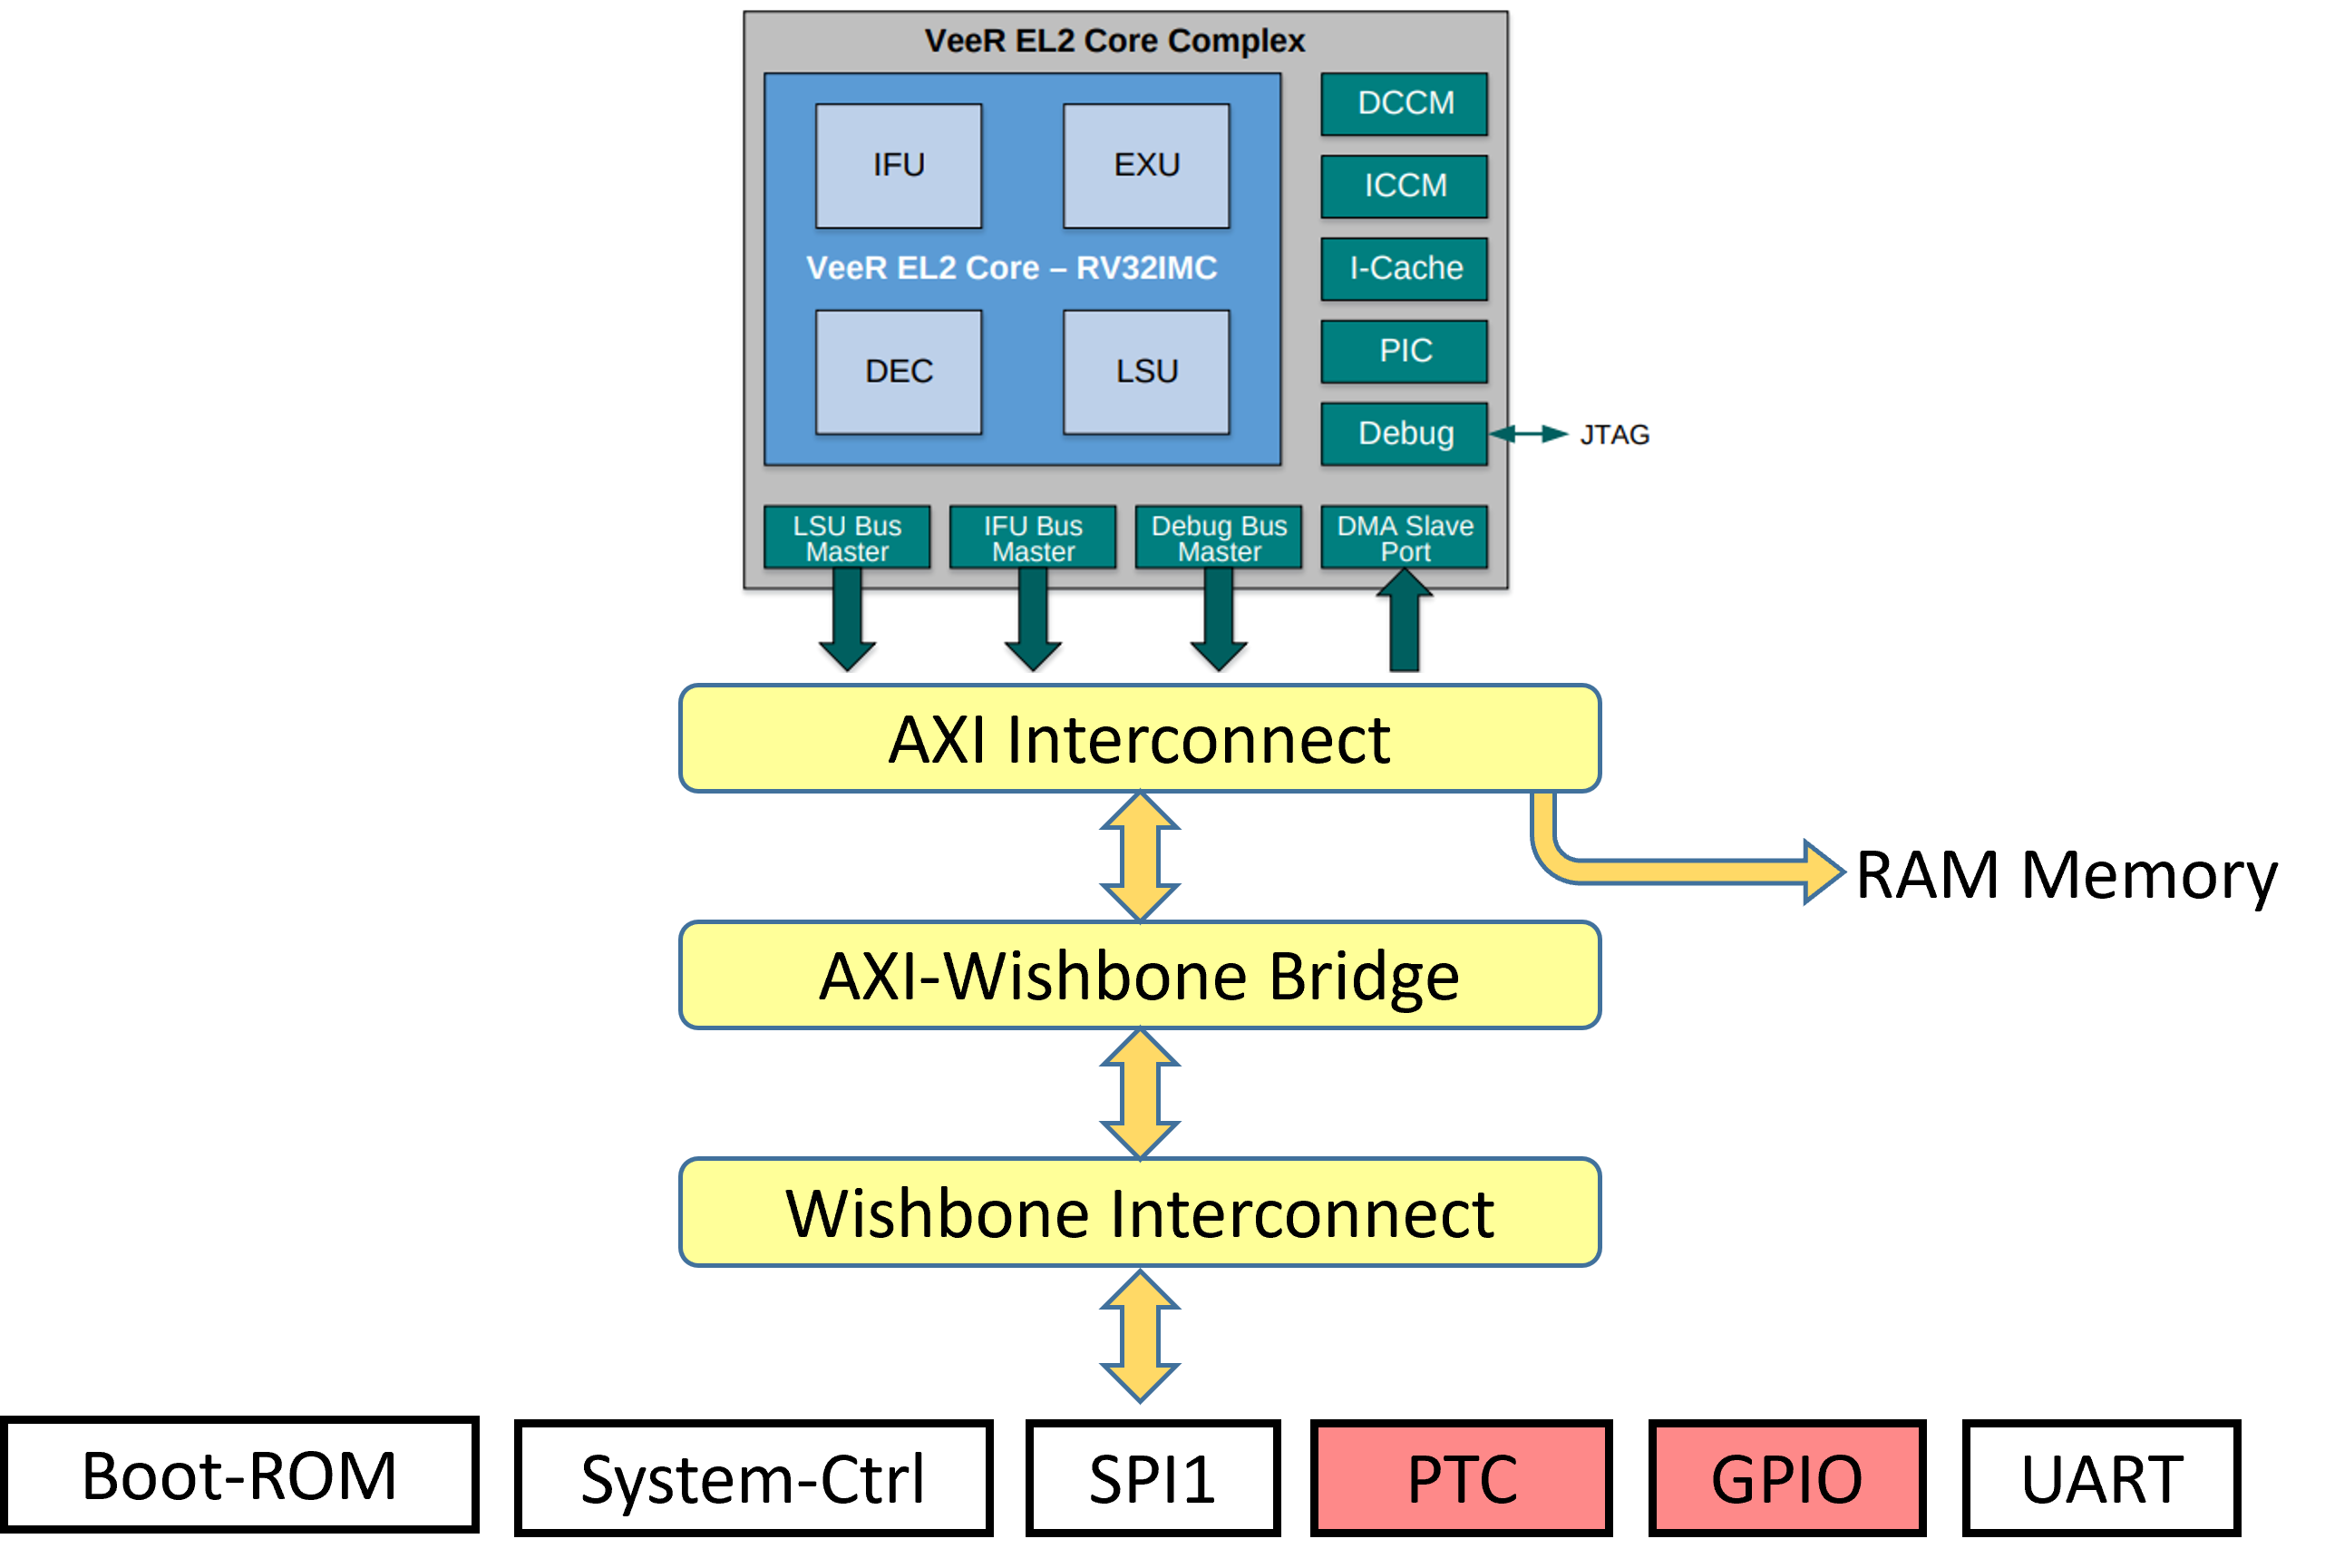 VeeR EL2 Core Complex
IFU
EXU
VeeR EL2 Core – RV32IMC
DEC
LSU
DCCM
ICCM
I-Cache
PIC
Debug
JTAG
LSU Bus
Master
IFU Bus
Master
Debug Bus
Master
DMA Slave
Port
AXI Interconnect
RAM Memory
AXI-Wishbone Bridge
Wishbone Interconnect
Boot-ROM
System-Ctrl
SPI1
PTC
GPIO
UART